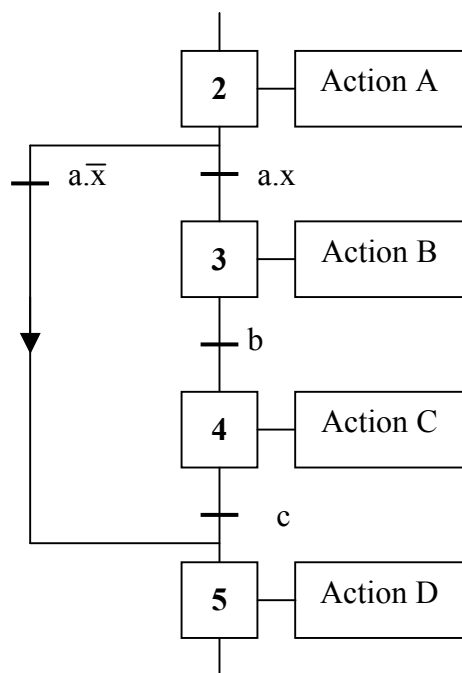 2 Action A
a.x̅ a.x
3 Action B
b
4 Action C
c
5 Action D